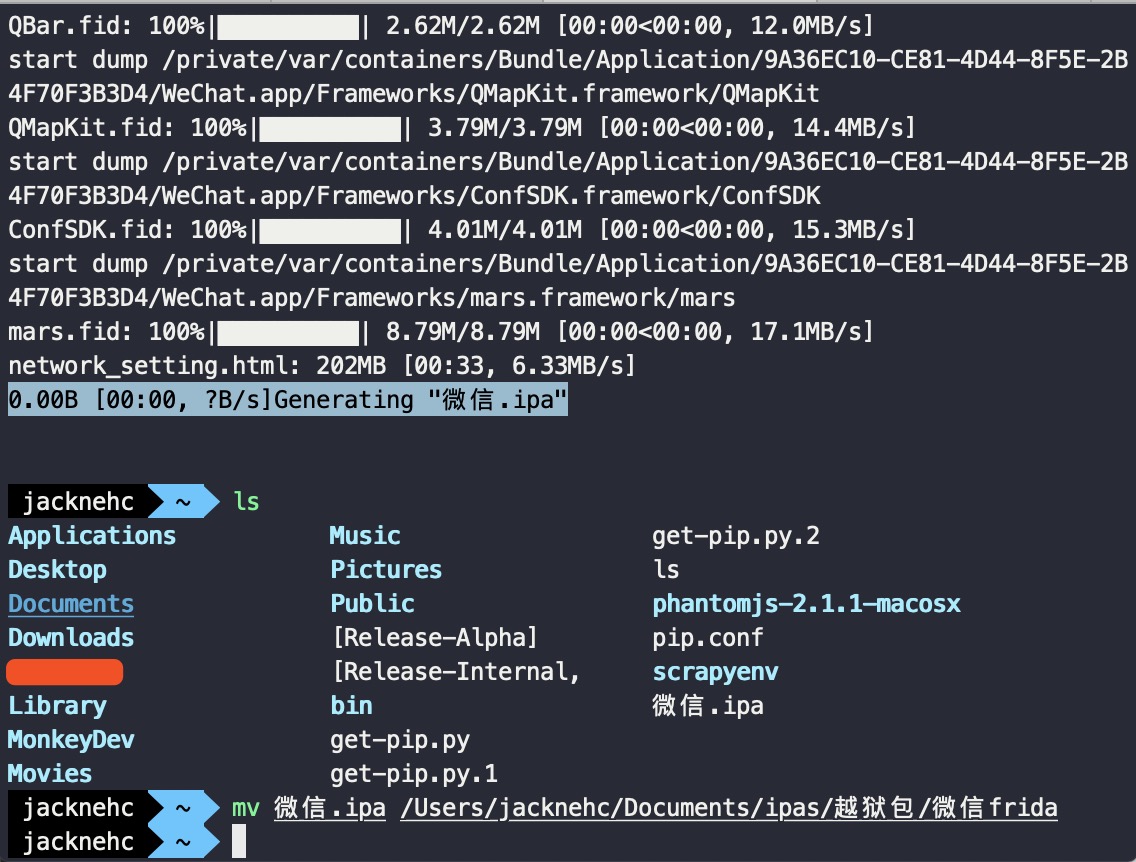 QBar.fid: 100%|██████████| 2.62M/2.62M [00:00<00:00, 12.0MB/s]
start dump /private/var/containers/Bundle/Application/9A36EC10-CE81-4D44-8F5E-2B
4F70F3B3D4/WeChat.app/Frameworks/QMapKit.framework/QMapKit
QMapKit.fid: 100%|██████████| 3.79M/3.79M [00:00<00:00, 14.4MB/s]
start dump /private/var/containers/Bundle/Application/9A36EC10-CE81-4D44-8F5E-2B
4F70F3B3D4/WeChat.app/Frameworks/ConfSDK.framework/ConfSDK
ConfSDK.fid: 100%|██████████| 4.01M/4.01M [00:00<00:00, 15.3MB/s]
start dump /private/var/containers/Bundle/Application/9A36EC10-CE81-4D44-8F5E-2B
4F70F3B3D4/WeChat.app/Frameworks/mars.framework/mars
mars.fid: 100%|██████████| 8.79M/8.79M [00:00<00:00, 17.1MB/s]
network_setting.html: 202MB [00:33, 6.33MB/s]
0.00B [00:00, ?B/s]Generating "微信.ipa"
jacknehc ~ ls
Applications Music get-pip.py.2
Desktop Pictures ls
Documents Public phantomjs-2.1.1-macosx
Downloads [Release-Alpha] pip.conf
[Release-Internal, scrapyenv
Library bin 微信.ipa
MonkeyDev get-pip.py
Movies get-pip.py.1
jacknehc ~ mv 微信.ipa /Users/jacknehc/Documents/ipas/越狱包/微信frida
jacknehc ~